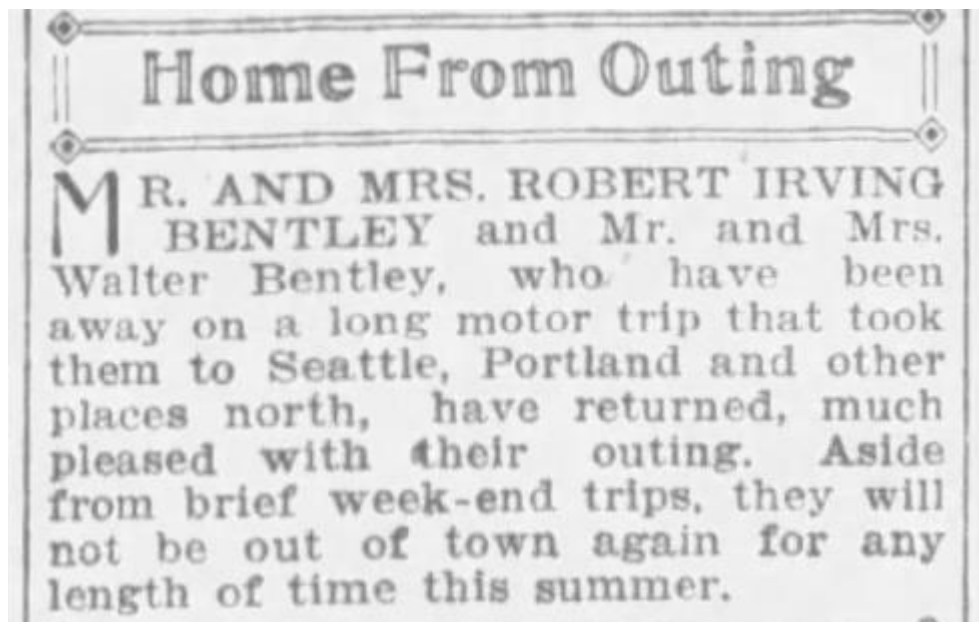 Home From Outing
MR. AND MRS. ROBERT IRVING
BENTLEY and Mr. and Mrs.
Walter Bentley, who have been
away on a long motor trip that took
them to Seattle, Portland and other
places north, have returned, much
pleased with their outing. Aside
from brief week-end trips, they will
not be out of town again for any
length of time this summer.